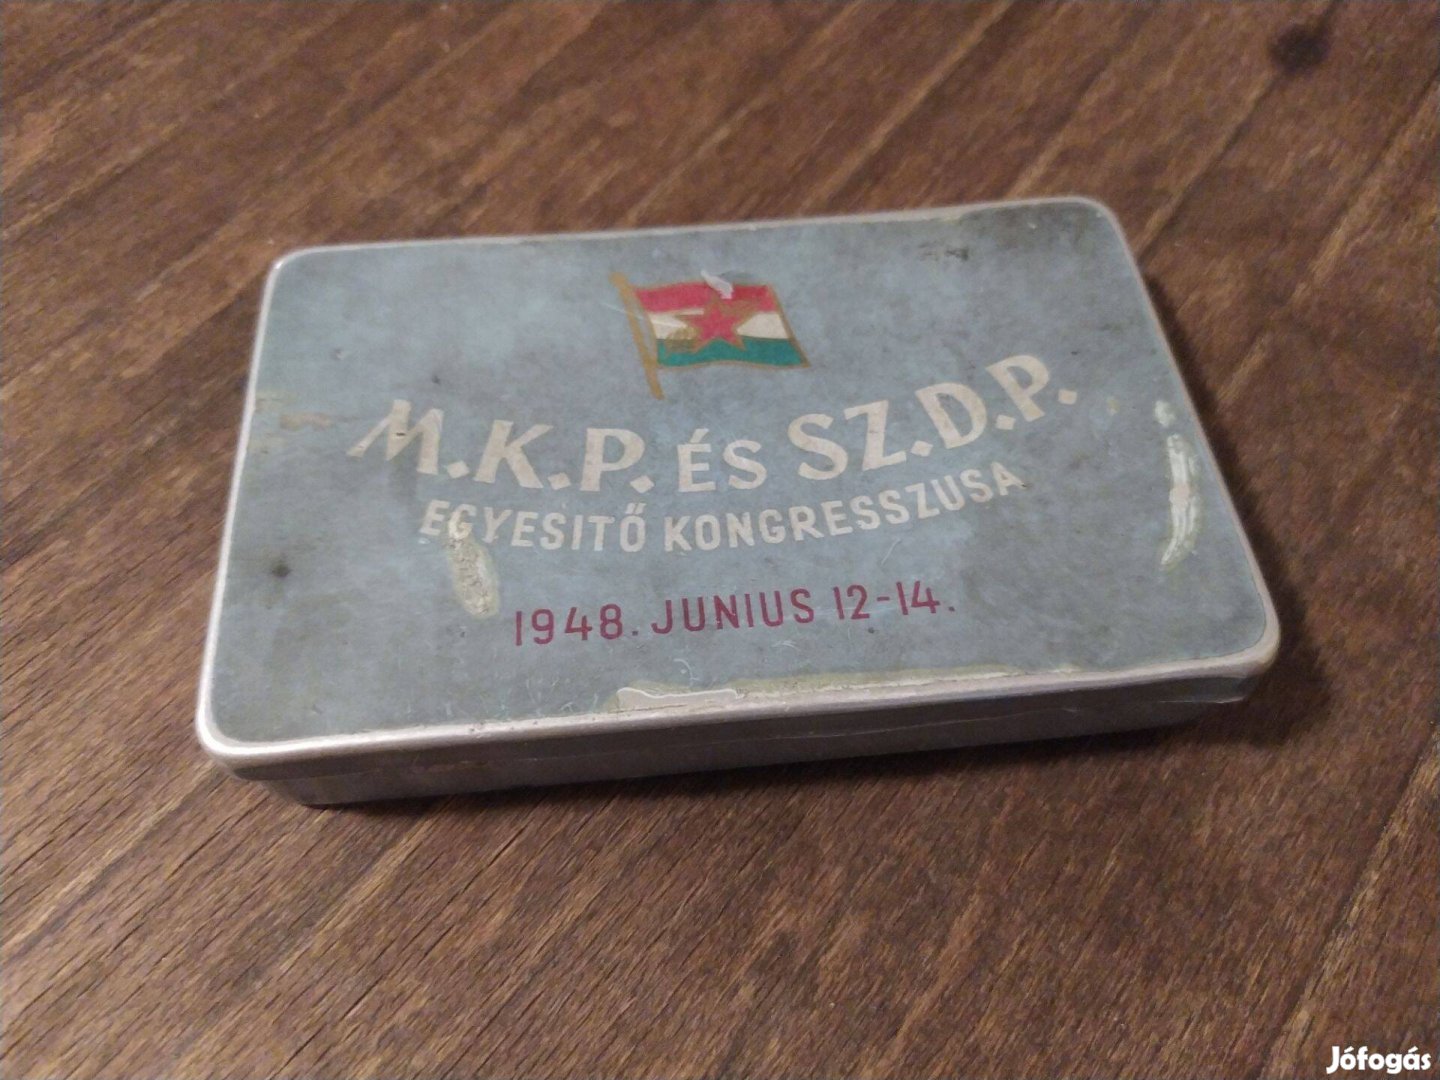 M.K.P. ÉS SZ.D.P.
EGYESITŐ KONGRESSZUSA
1948. JUNIUS 12-14.
Jófogás